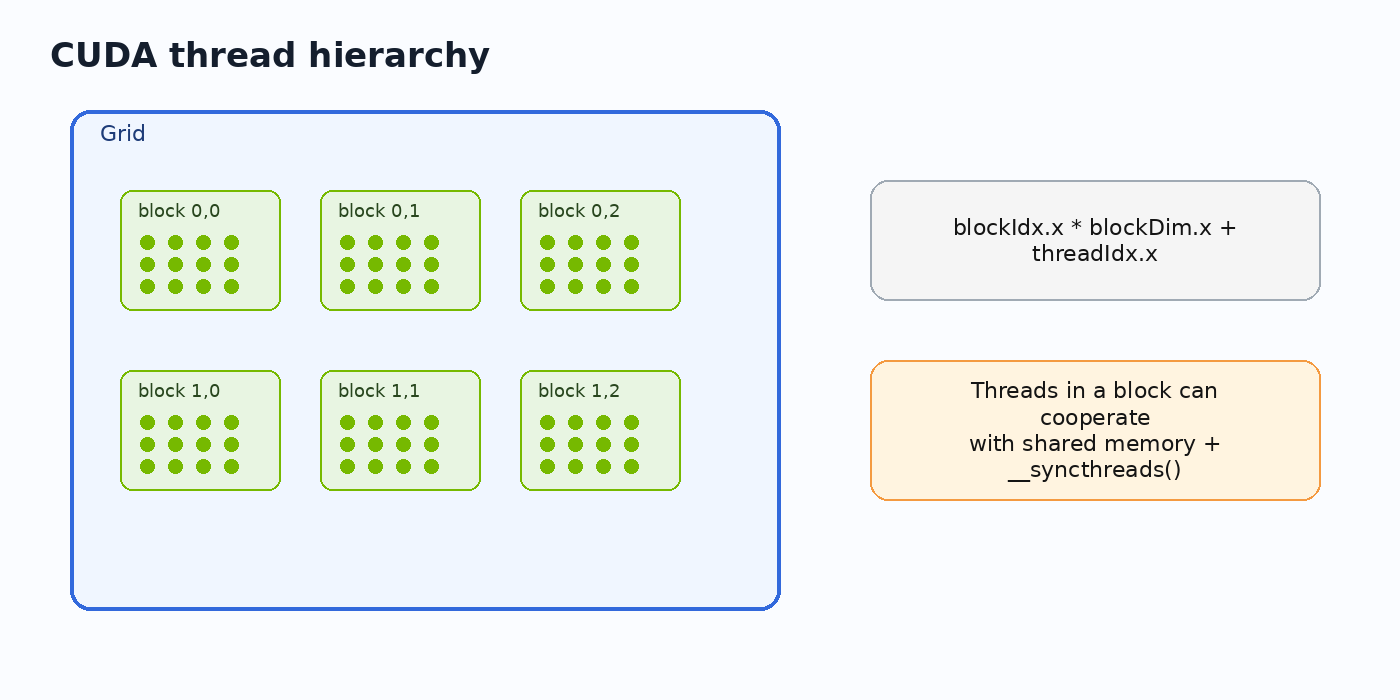 CUDA thread hierarchy
Grid
block 0,0
block 0,1
block 0,2
block 1,0
block 1,1
block 1,2
blockIdx.x * blockDim.x +
threadIdx.x
Threads in a block can
cooperate
with shared memory +
__syncthreads()